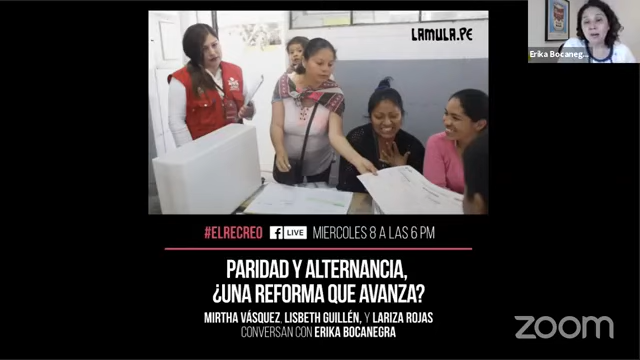 LAMULA.PE
Erika Bocaneg...
#ELRECREO f LIVE MIERCOLES 8 A LAS 6 PM
PARIDAD Y ALTERNANCIA,
¿UNA REFORMA QUE AVANZA?
MIRTHA VÁSQUEZ, LISBETH GUILLÉN, Y LARIZA ROJAS
CONVERSAN CON ERIKA BOCANEGRA
zoom